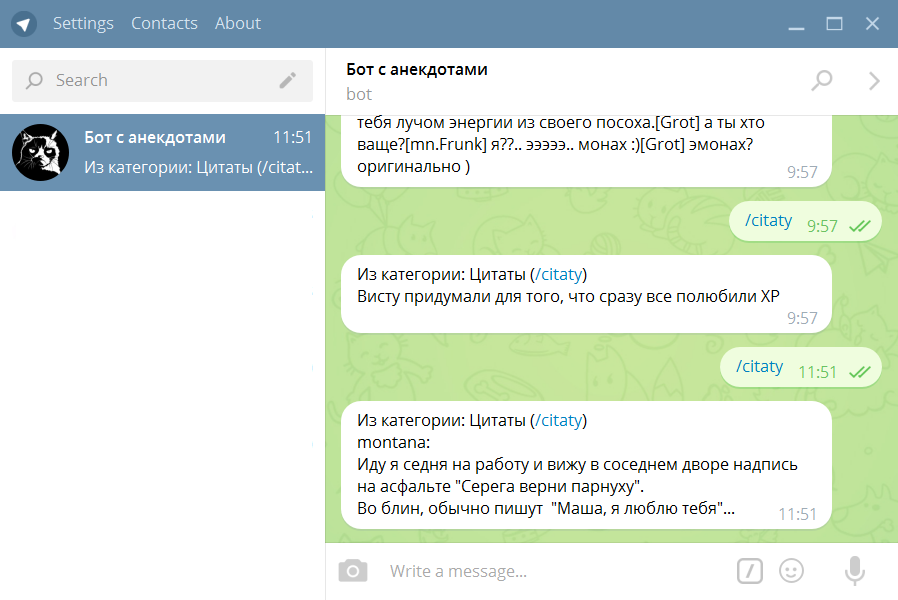 Settings Contacts About
Search
Бот с анекдотами 11:51
Из категории: Цитаты (/citat...
Бот с анекдотами
bot
тебя лучом энергии из своего посоха.[Grot] а ты хто
ваще?[mn.Frunk] я??.. эээээ.. монах :)[Grot] эмонах?
оригинально )
9:57
/citaty 9:57
Из категории: Цитаты (/citaty)
Висту придумали для того, что сразу все полюбили ХР
9:57
/citaty 11:51
Из категории: Цитаты (/citaty)
montana:
Иду я седня на работу и вижу в соседнем дворе надпись
на асфальте "Серега верни парнуху".
Во блин, обычно пишут "Маша, я люблю тебя"...
11:51
Write a message...